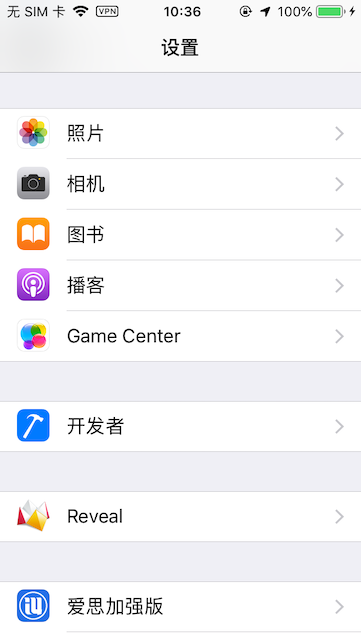 无 SIM 卡 VPN 10:36 100%
设置
照片
相机
图书
播客
Game Center
开发者
Reveal
爱思加强版